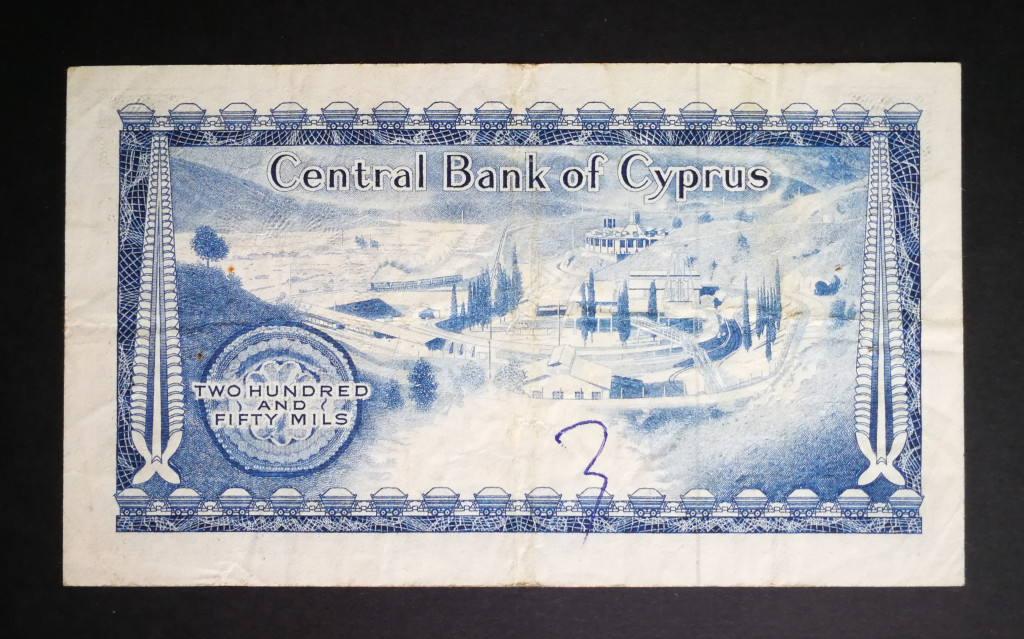 Central Bank of Cyprus
TWO HUNDRED
AND
FIFTY MILS
3